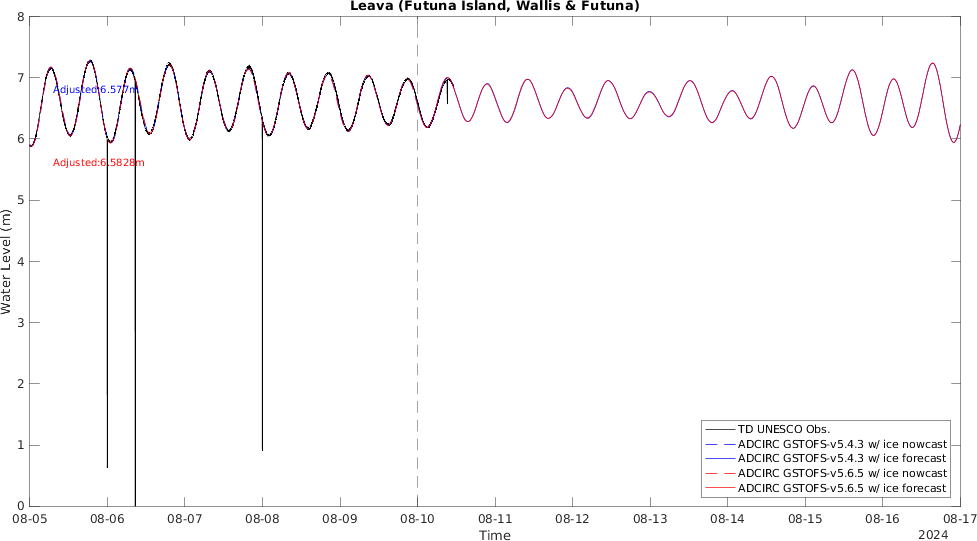 Leava (Futuna Island, Wallis & Futuna)
8
7
6
5
4
3
2
1
0
Water Level (m)
Adjusted:6.577m
Adjusted:6.5828m
TD UNESCO Obs.
ADCIRC GSTOFS-v5.4.3 w/ ice nowcast
ADCIRC GSTOFS-v5.4.3 w/ ice forecast
ADCIRC GSTOFS-v5.6.5 w/ ice nowcast
ADCIRC GSTOFS-v5.6.5 w/ ice forecast
08-05 08-06 08-07 08-08 08-09 08-10 08-11 08-12 08-13 08-14 08-15 08-16 08-17
Time
2024